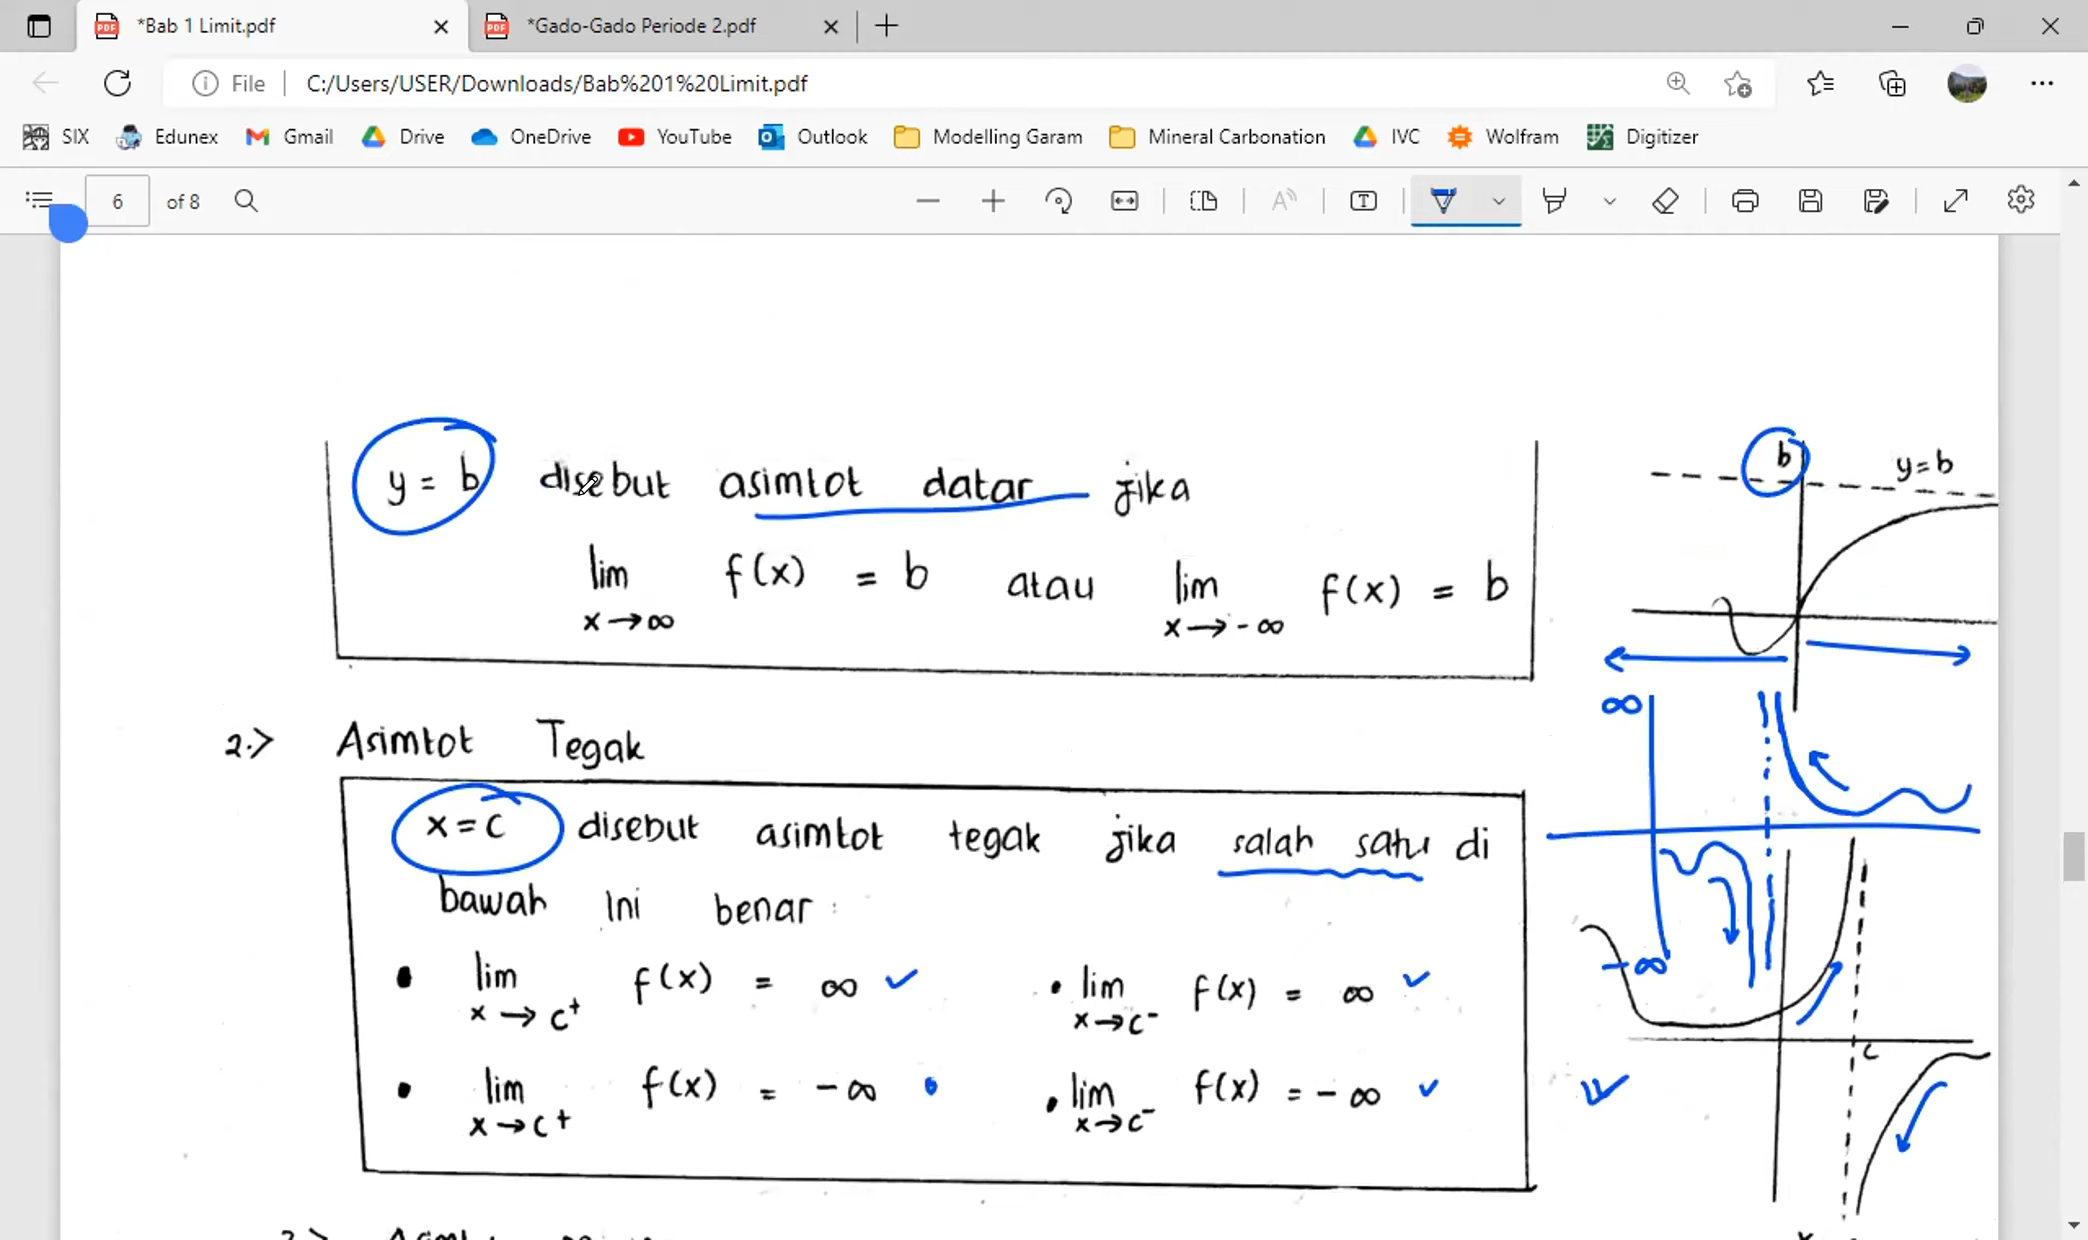 *Bab 1 Limit.pdf
*Gado-Gado Periode 2.pdf
File
C:/Users/USER/Downloads/Bab%201%20Limit.pdf
SIX
Edunex
Gmail
Drive
OneDrive
YouTube
Outlook
Modelling Garam
Mineral Carbonation
IVC
Wolfram
Digitizer
6 of 8
y = b disebut asimtot datar jika
lim x→∞ f(x) = b atau lim x→-∞ f(x) = b
b
y=b
∞
-∞
c
2.> Asimtot Tegak
x = c disebut asimtot tegak jika salah satu di
bawah ini benar :
• lim x→c⁺ f(x) = ∞ • lim x→c⁻ f(x) = ∞
• lim x→c⁺ f(x) = -∞ • lim x→c⁻ f(x) = -∞